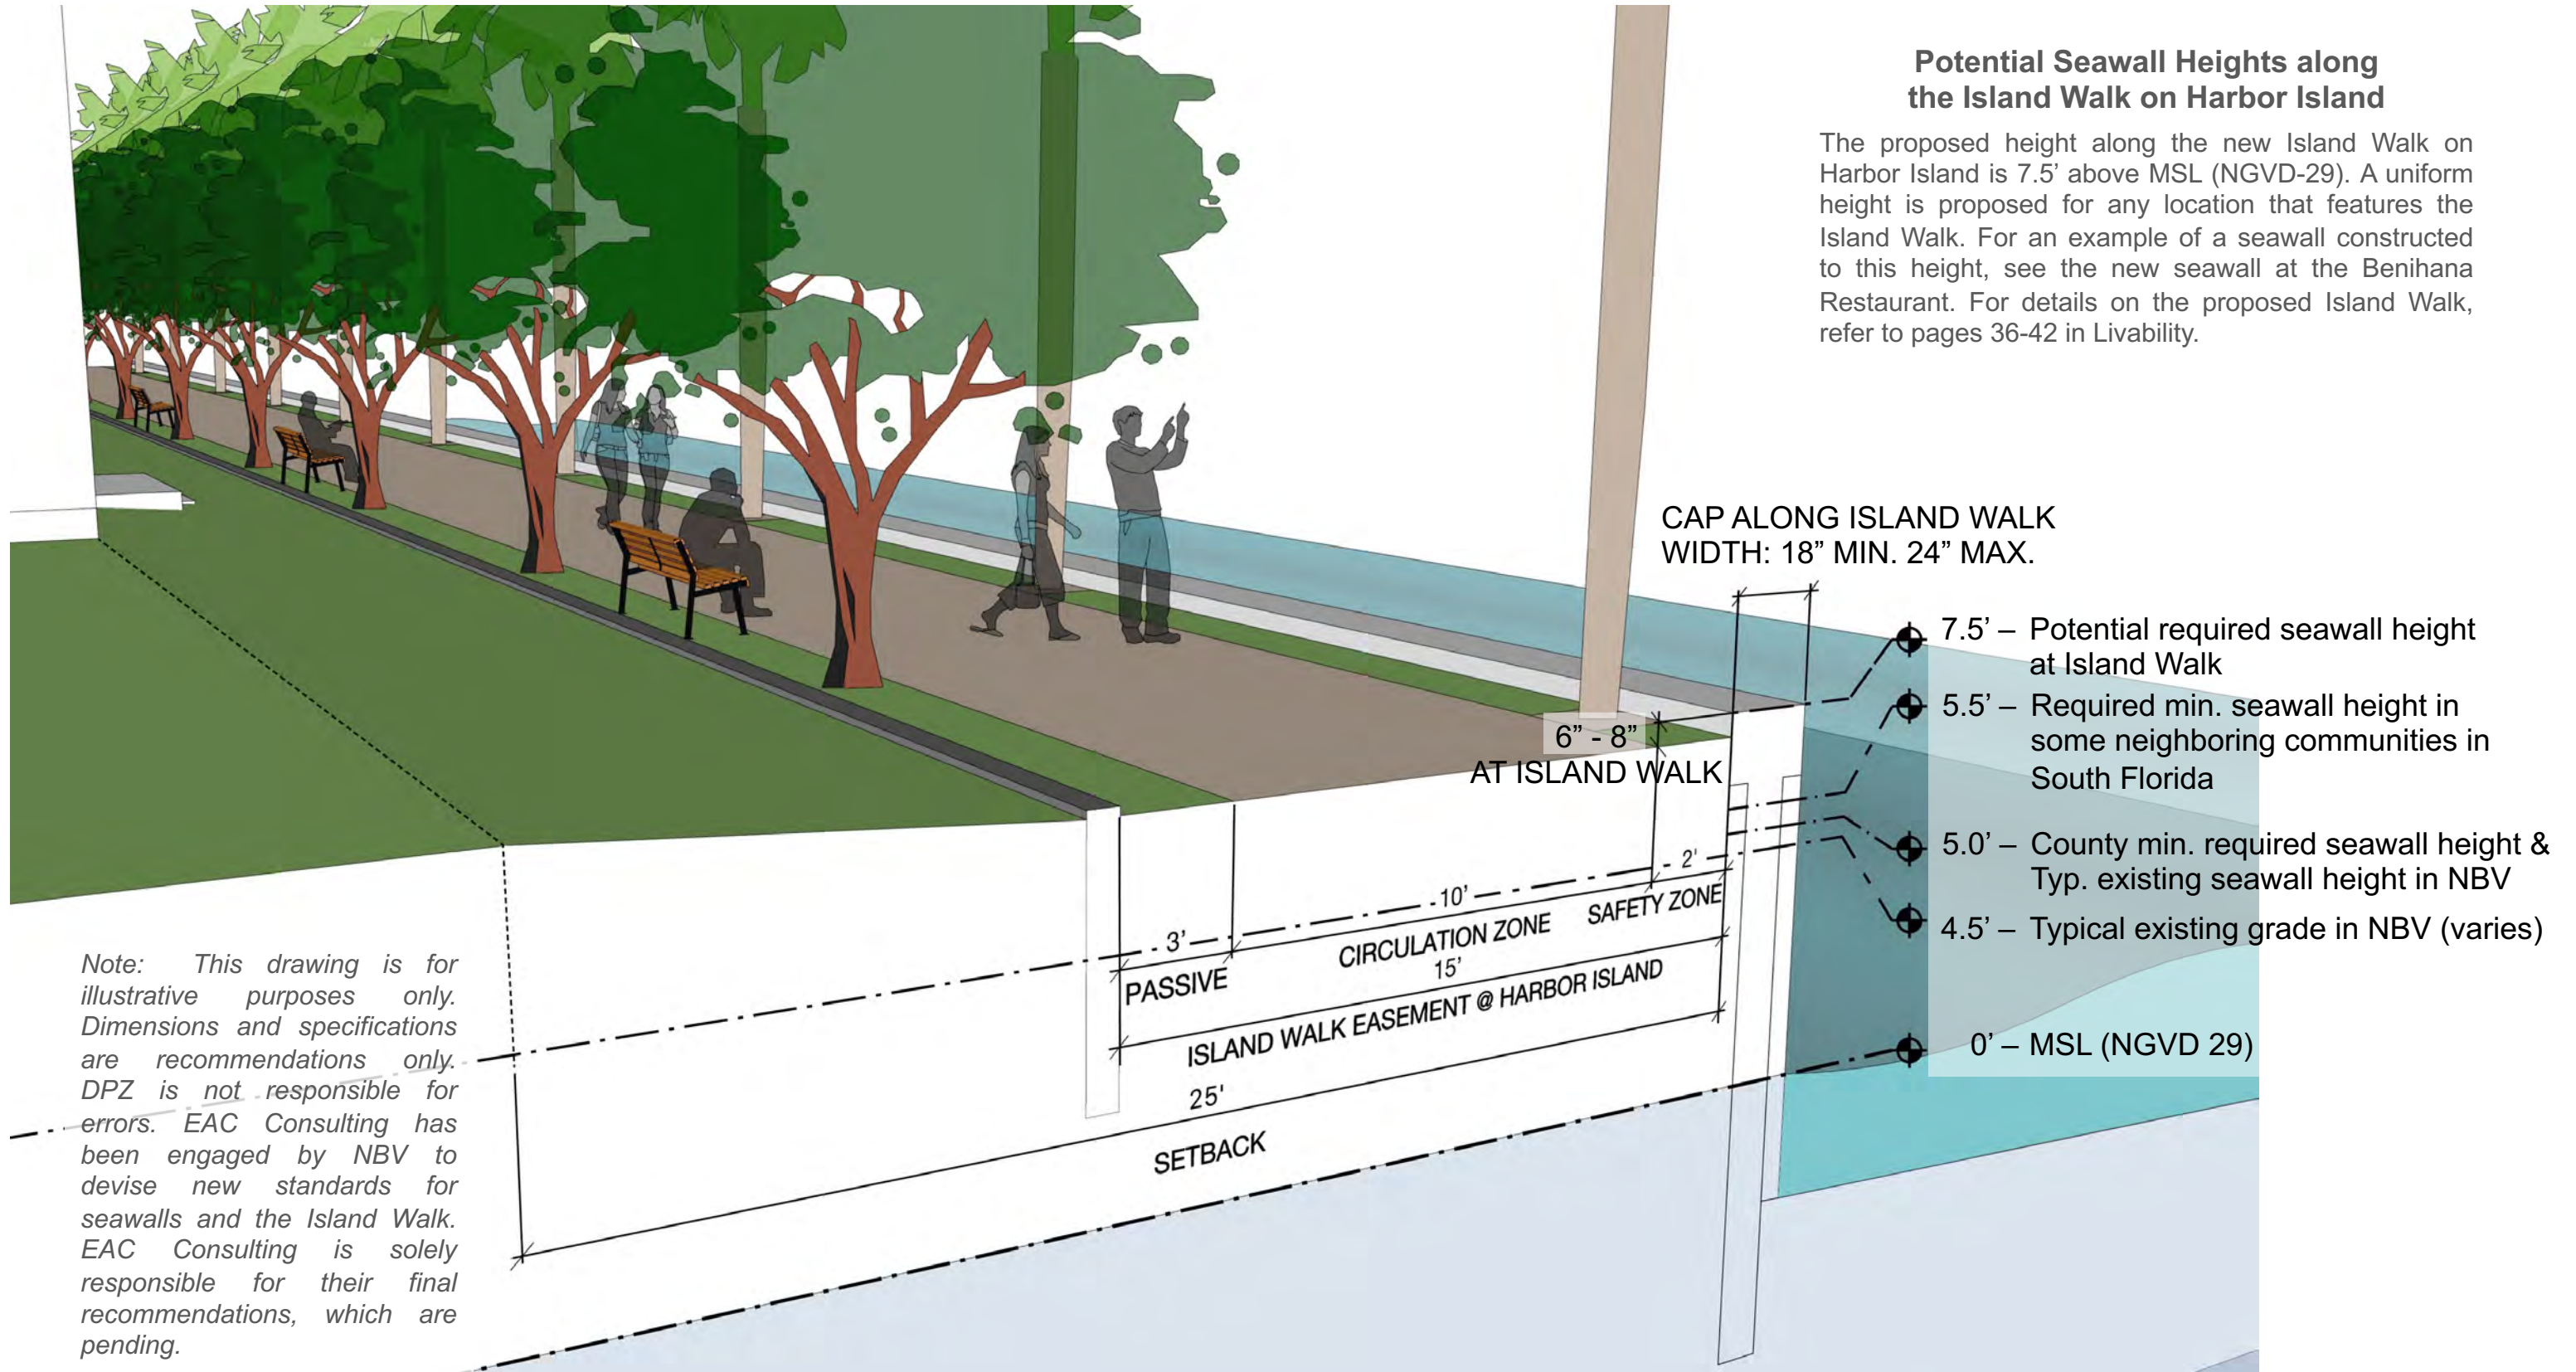 Potential Seawall Heights along
the Island Walk on Harbor Island
The proposed height along the new Island Walk on
Harbor Island is 7.5’ above MSL (NGVD-29). A uniform
height is proposed for any location that features the
Island Walk. For an example of a seawall constructed
to this height, see the new seawall at the Benihana
Restaurant. For details on the proposed Island Walk,
refer to pages 36-42 in Livability.
CAP ALONG ISLAND WALK
WIDTH: 18” MIN. 24” MAX.
7.5’ – Potential required seawall height
at Island Walk
5.5’ – Required min. seawall height in
some neighboring communities in
South Florida
5.0’ – County min. required seawall height &
Typ. existing seawall height in NBV
4.5’ – Typical existing grade in NBV (varies)
0’ – MSL (NGVD 29)
6” - 8”
AT ISLAND WALK
3’
10’
2'
PASSIVE
CIRCULATION ZONE
SAFETY ZONE
15’
ISLAND WALK EASEMENT @ HARBOR ISLAND
25'
SETBACK
Note: This drawing is for
illustrative purposes only.
Dimensions and specifications
are recommendations only.
DPZ is not responsible for
errors. EAC Consulting has
been engaged by NBV to
devise new standards for
seawalls and the Island Walk.
EAC Consulting is solely
responsible for their final
recommendations, which are
pending.